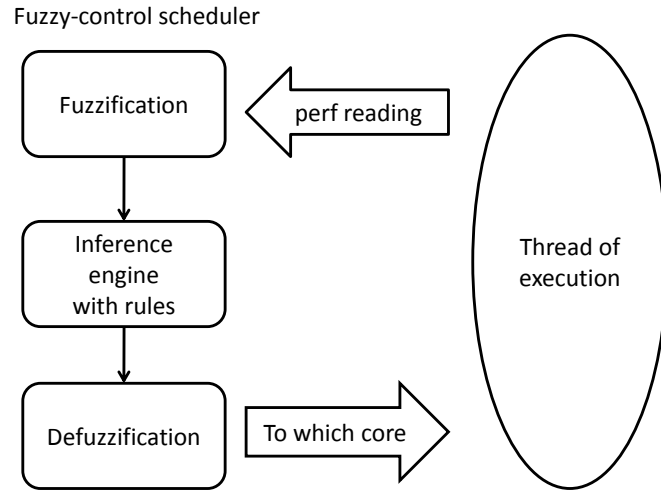 Fuzzy-control scheduler
Fuzzification
perf reading
Inference
engine
with rules
Thread of
execution
Defuzzification
To which core